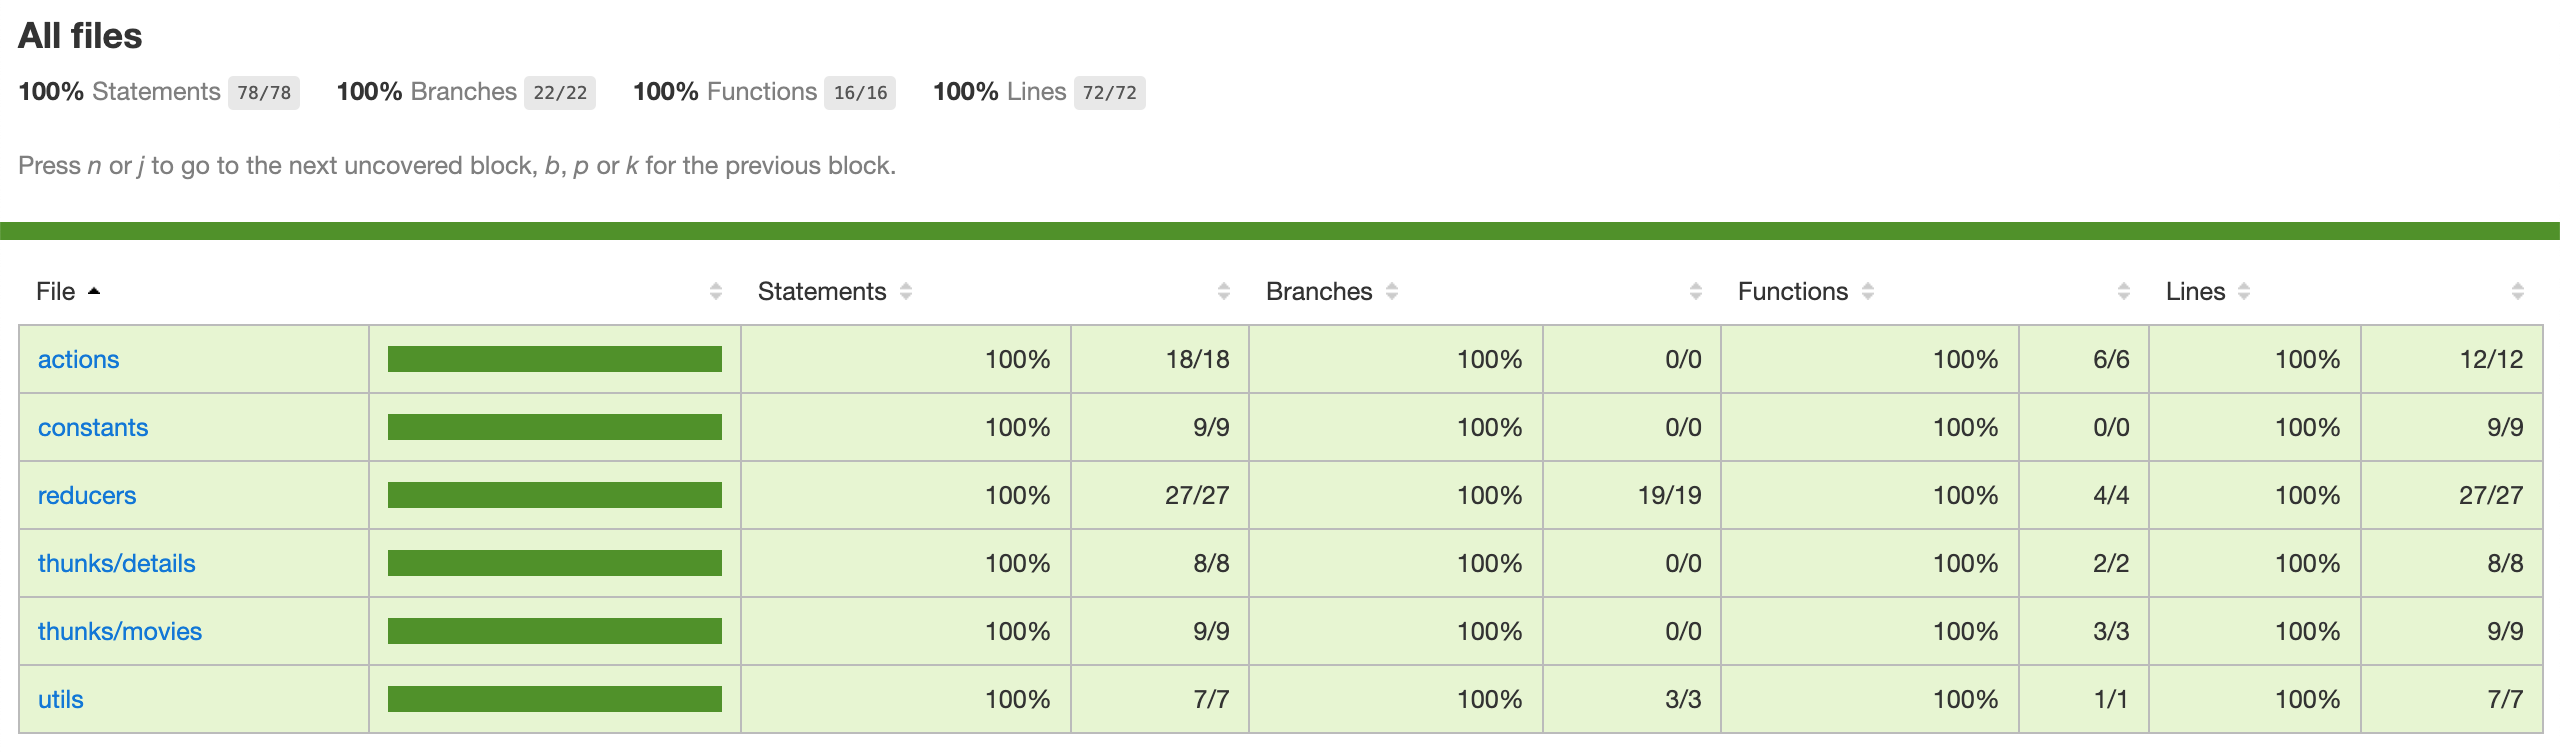 All files
100% Statements 78/78 100% Branches 22/22 100% Functions 16/16 100% Lines 72/72
Press n or j to go to the next uncovered block, b, p or k for the previous block.
File Statements Branches Functions Lines
actions 100% 18/18 100% 0/0 100% 6/6 100% 12/12
constants 100% 9/9 100% 0/0 100% 0/0 100% 9/9
reducers 100% 27/27 100% 19/19 100% 4/4 100% 27/27
thunks/details 100% 8/8 100% 0/0 100% 2/2 100% 8/8
thunks/movies 100% 9/9 100% 0/0 100% 3/3 100% 9/9
utils 100% 7/7 100% 3/3 100% 1/1 100% 7/7